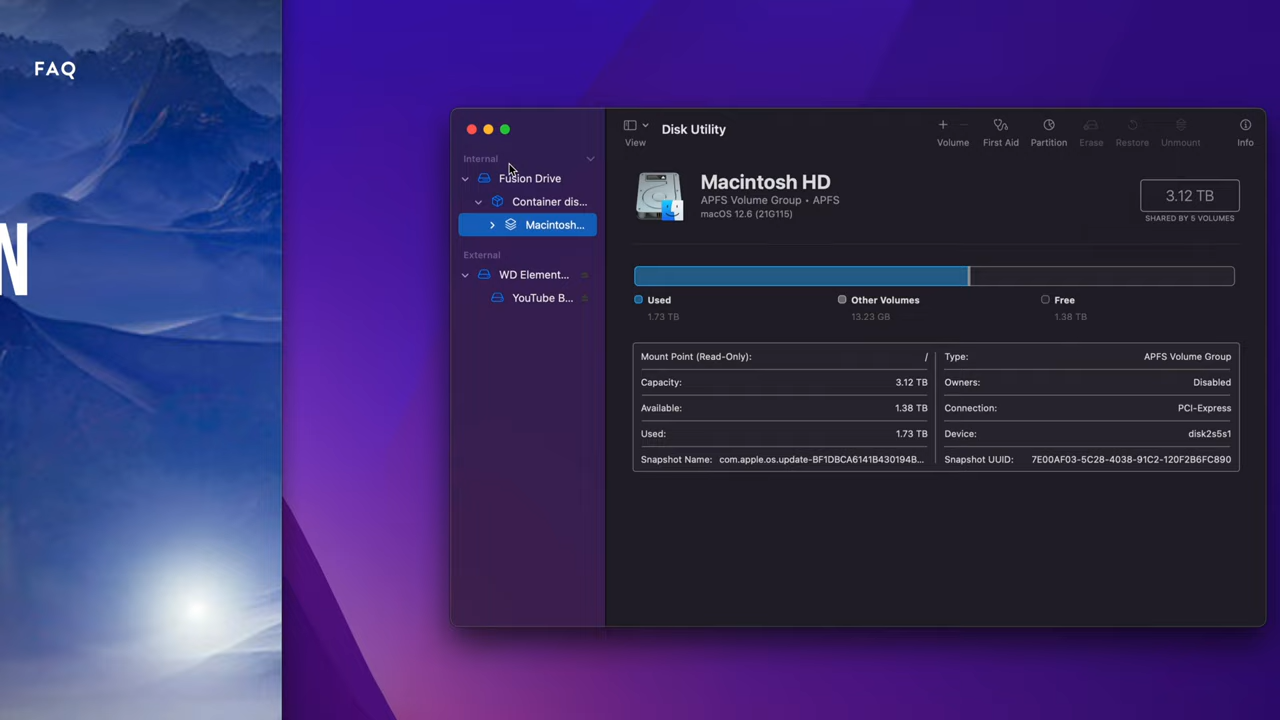 FAQ
N
Internal
Fusion Drive
Container dis...
Macintosh...
External
WD Element...
YouTube B...
View
Disk Utility
Volume
First Aid
Partition
Erase
Restore
Unmount
Info
Macintosh HD
APFS Volume Group • APFS
macOS 12.6 (21G115)
3.12 TB
SHARED BY 5 VOLUMES
Used
1.73 TB
Other Volumes
13.23 GB
Free
1.38 TB
Mount Point (Read-Only): /
Capacity: 3.12 TB
Available: 1.38 TB
Used: 1.73 TB
Snapshot Name: com.apple.os.update-BF1DBCA6141B430194B...
Type: APFS Volume Group
Owners: Disabled
Connection: PCI-Express
Device: disk2s5s1
Snapshot UUID: 7E00AF03-5C28-4038-91C2-120F2B6FC890